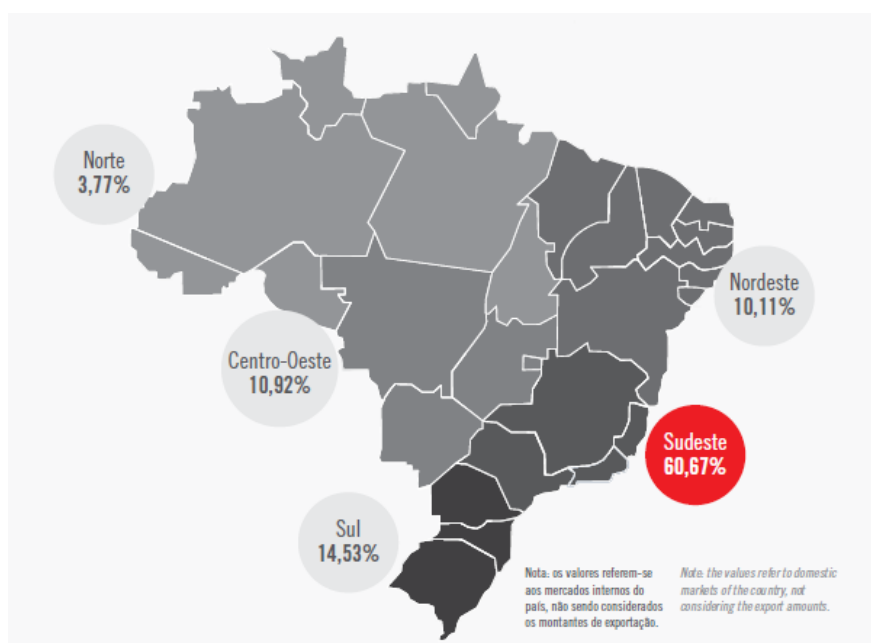 Norte
3,77%
Nordeste
10,11%
Centro-Oeste
10,92%
Sudeste
60,67%
Sul
14,53%
Nota: os valores referem-se
aos mercados internos do
país, não sendo considerados
os montantes de exportação.
Note: the values refer to domestic
markets of the country, not
considering the export amounts.